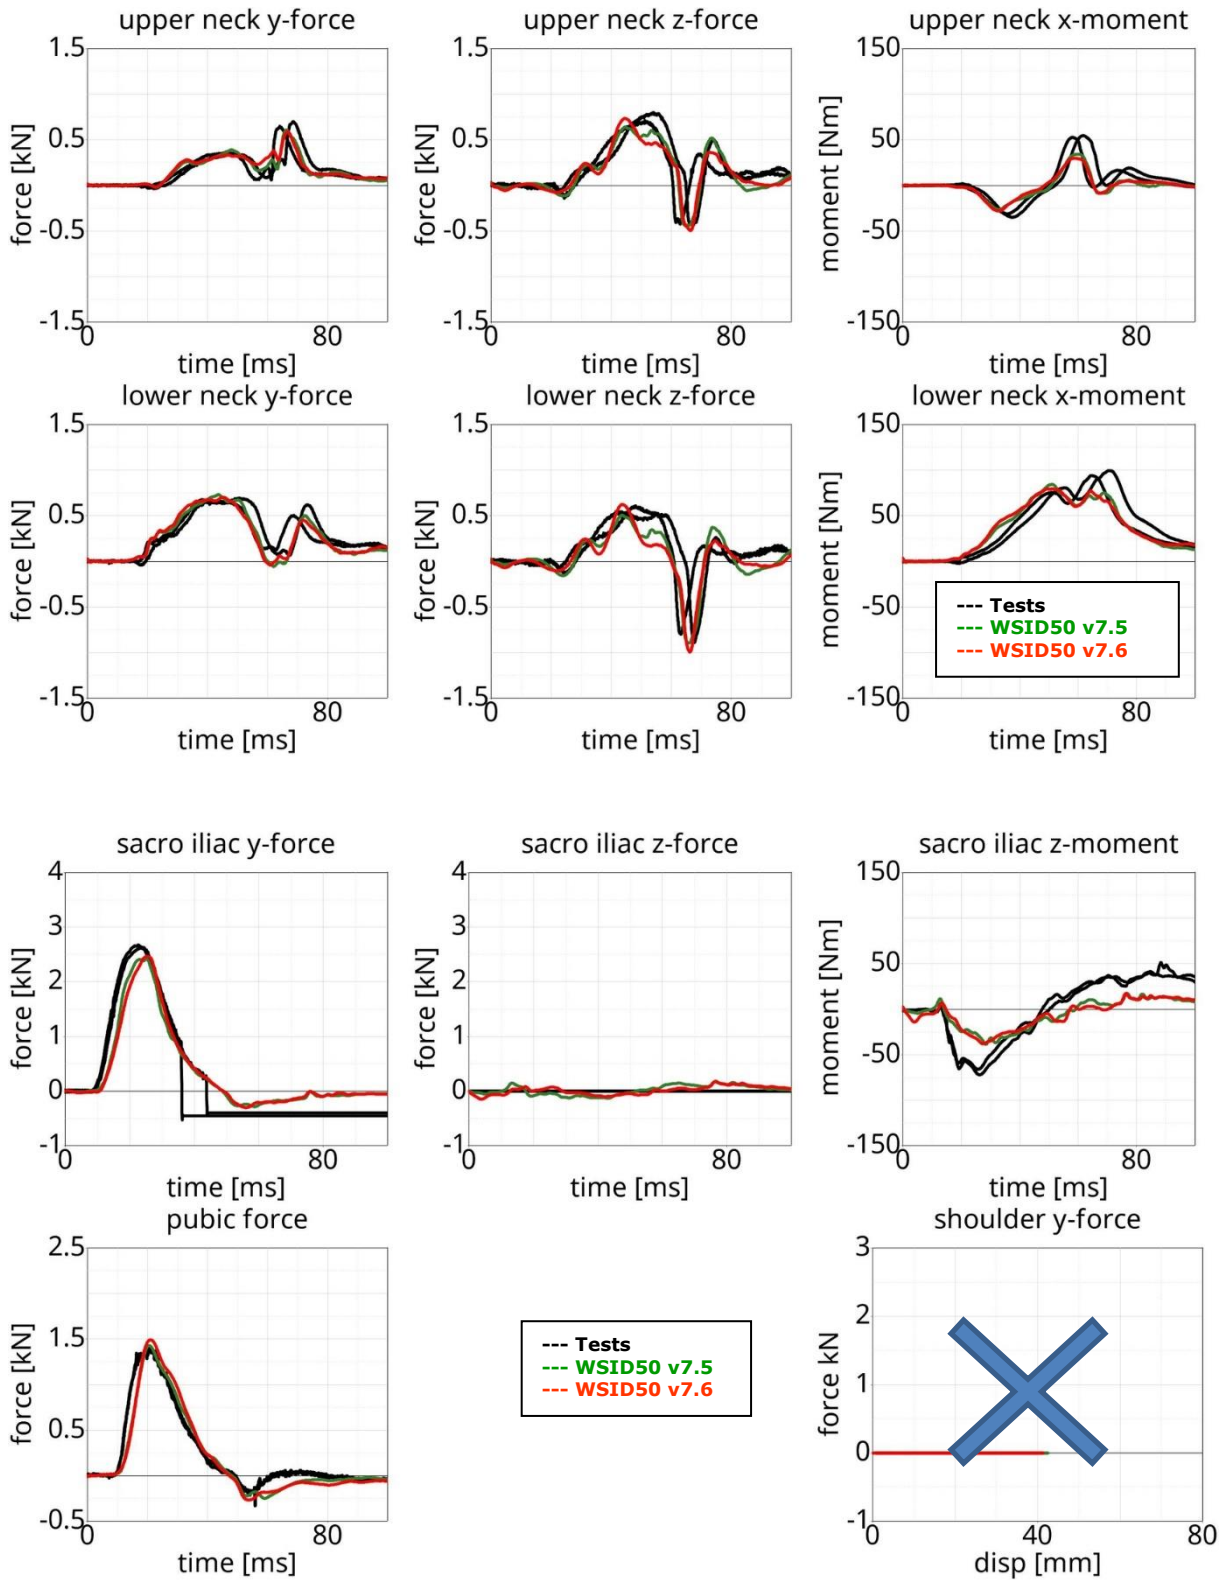 upper neck y-force
upper neck z-force
upper neck x-moment
1.5
0.5
-0.5
-1.5
0
80
force [kN]
time [ms]
1.5
0.5
-0.5
-1.5
0
80
force [kN]
time [ms]
150
50
-50
-150
0
80
moment [Nm]
time [ms]
lower neck y-force
lower neck z-force
lower neck x-moment
1.5
0.5
-0.5
-1.5
0
80
force [kN]
time [ms]
1.5
0.5
-0.5
-1.5
0
80
force [kN]
time [ms]
150
50
-50
-150
0
80
moment [Nm]
time [ms]
--- Tests
--- WSID50 v7.5
--- WSID50 v7.6
sacro iliac y-force
sacro iliac z-force
sacro iliac z-moment
4
3
2
1
0
-1
0
80
force [kN]
time [ms]
4
3
2
1
0
-1
0
80
force [kN]
time [ms]
150
50
-50
-150
0
80
moment [Nm]
time [ms]
pubic force
shoulder y-force
2.5
1.5
0.5
-0.5
0
80
force [kN]
time [ms]
--- Tests
--- WSID50 v7.5
--- WSID50 v7.6
3
2
1
0
-1
0
40
80
force kN
disp [mm]